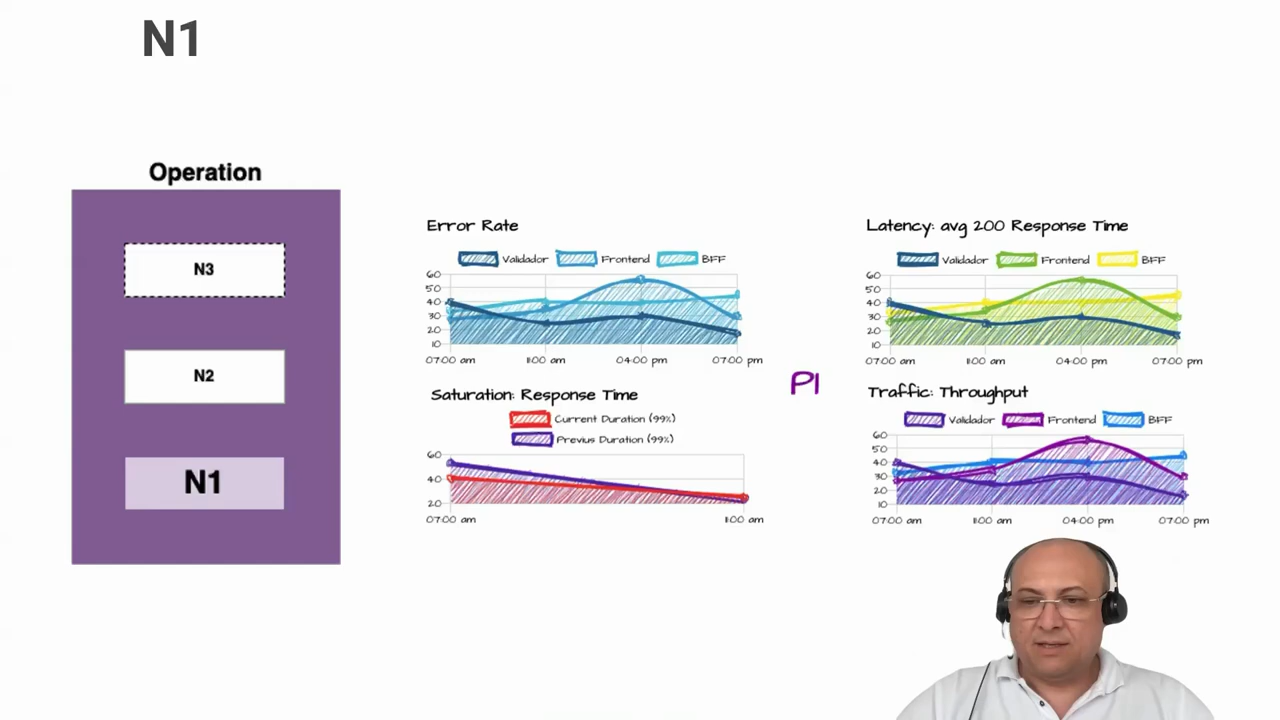 N1
Operation
N3
N2
N1
Error Rate
Validador Frontend BFF
60
50
40
30
20
10
07:00 am 11:00 am 04:00 pm 07:00 pm
Latency: avg 200 Response Time
Validador Frontend BFF
60
50
40
30
20
10
07:00 am 11:00 am 04:00 pm 07:00 pm
Saturation: Response Time
Current Duration (99%)
Previus Duration (99%)
60
40
20
07:00 am 11:00 am
P1
Traffic: Throughput
Validador Frontend BFF
60
50
40
30
20
10
07:00 am 11:00 am 04:00 pm 07:00 pm